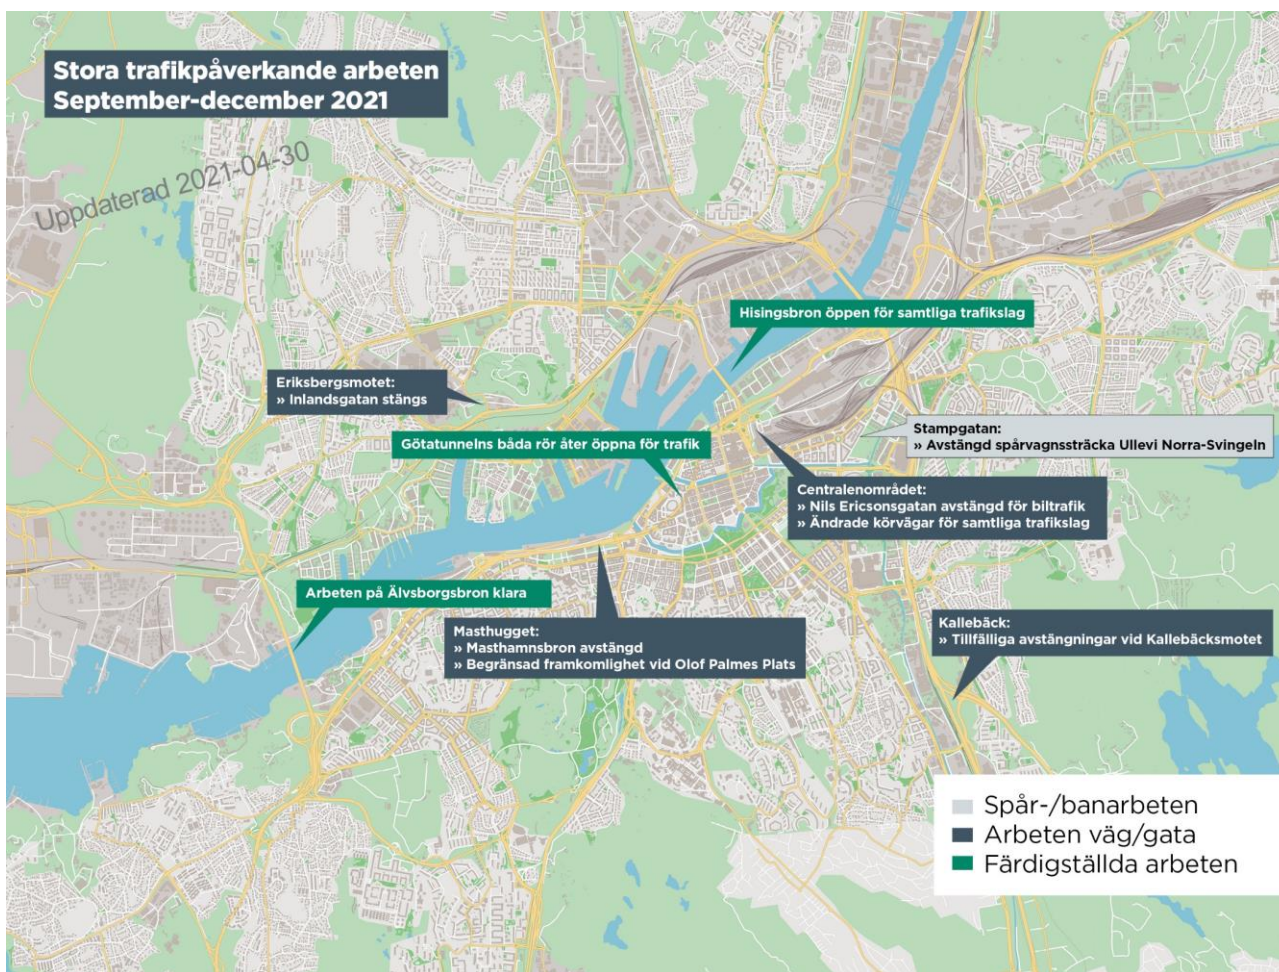 Stora trafikpåverkande arbeten
September-december 2021
Uppdaterad 2021-04-30
Hisingsbron öppen för samtliga trafikslag
Eriksbergsmotet:
» Inlandsgatan stängs
Stampgatan:
» Avstängd spårvagnssträcka Ullevi Norra-Svingeln
Götatunnelns båda rör åter öppna för trafik
Centralenområdet:
» Nils Ericsonsgatan avstängd för biltrafik
» Ändrade körvägar för samtliga trafikslag
Arbeten på Älvsborgsbron klara
Masthugget:
» Masthamnsbron avstängd
» Begränsad framkomlighet vid Olof Palmes Plats
Kallebäck:
» Tillfälliga avstängningar vid Kallebäcksmotet
Spår-/banarbeten
Arbeten väg/gata
Färdigställda arbeten